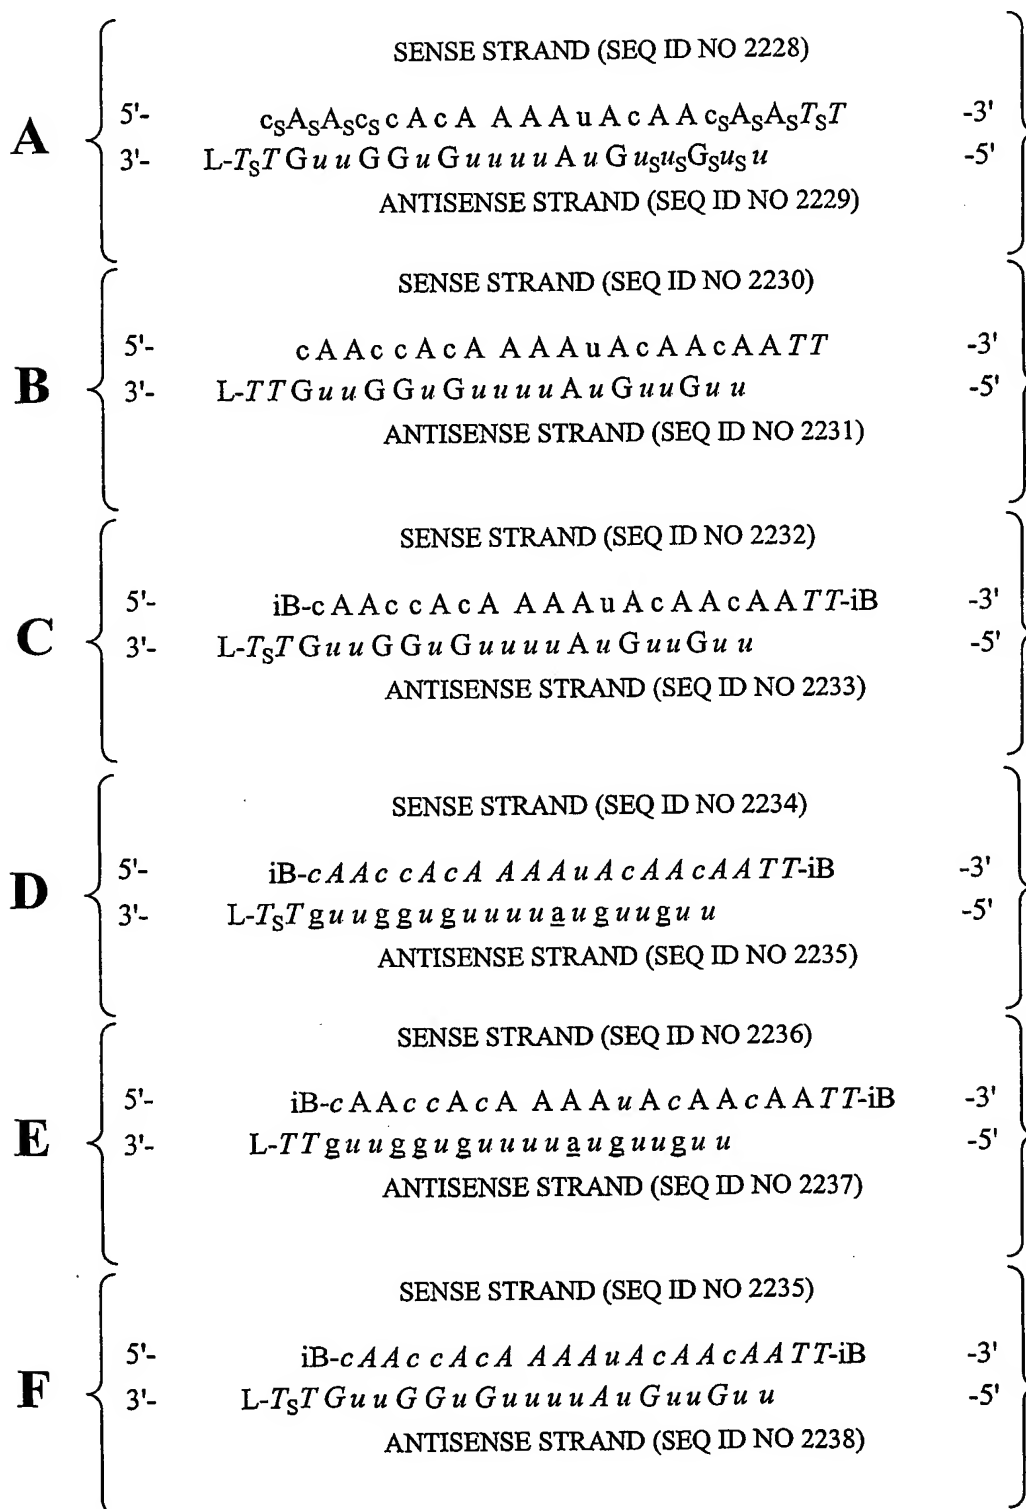 SENSE STRAND (SEQ ID NO 2228)
A
5'- cSASAScS c A c A A A A u A c A A cSASASTST -3'
3'- L-TST G u u G G u G u u u u A u G uSuSGSuS u -5'
ANTISENSE STRAND (SEQ ID NO 2229)
SENSE STRAND (SEQ ID NO 2230)
B
5'- c A A c c A c A A A A u A c A A c A A T T -3'
3'- L-T T G u u G G u G u u u u A u G u u G u u -5'
ANTISENSE STRAND (SEQ ID NO 2231)
SENSE STRAND (SEQ ID NO 2232)
C
5'- iB-c A A c c A c A A A A u A c A A c A A T T-iB -3'
3'- L-TST G u u G G u G u u u u A u G u u G u u -5'
ANTISENSE STRAND (SEQ ID NO 2233)
SENSE STRAND (SEQ ID NO 2234)
D
5'- iB-c A A c c A c A A A A u A c A A c A A T T-iB -3'
3'- L-TST g u u g g u g u u u u a u g u u g u u -5'
ANTISENSE STRAND (SEQ ID NO 2235)
SENSE STRAND (SEQ ID NO 2236)
E
5'- iB-c A A c c A c A A A A u A c A A c A A T T-iB -3'
3'- L-T T g u u g g u g u u u u a u g u u g u u -5'
ANTISENSE STRAND (SEQ ID NO 2237)
SENSE STRAND (SEQ ID NO 2235)
F
5'- iB-c A A c c A c A A A A u A c A A c A A T T-iB -3'
3'- L-TST G u u G G u G u u u u A u G u u G u u -5'
ANTISENSE STRAND (SEQ ID NO 2238)